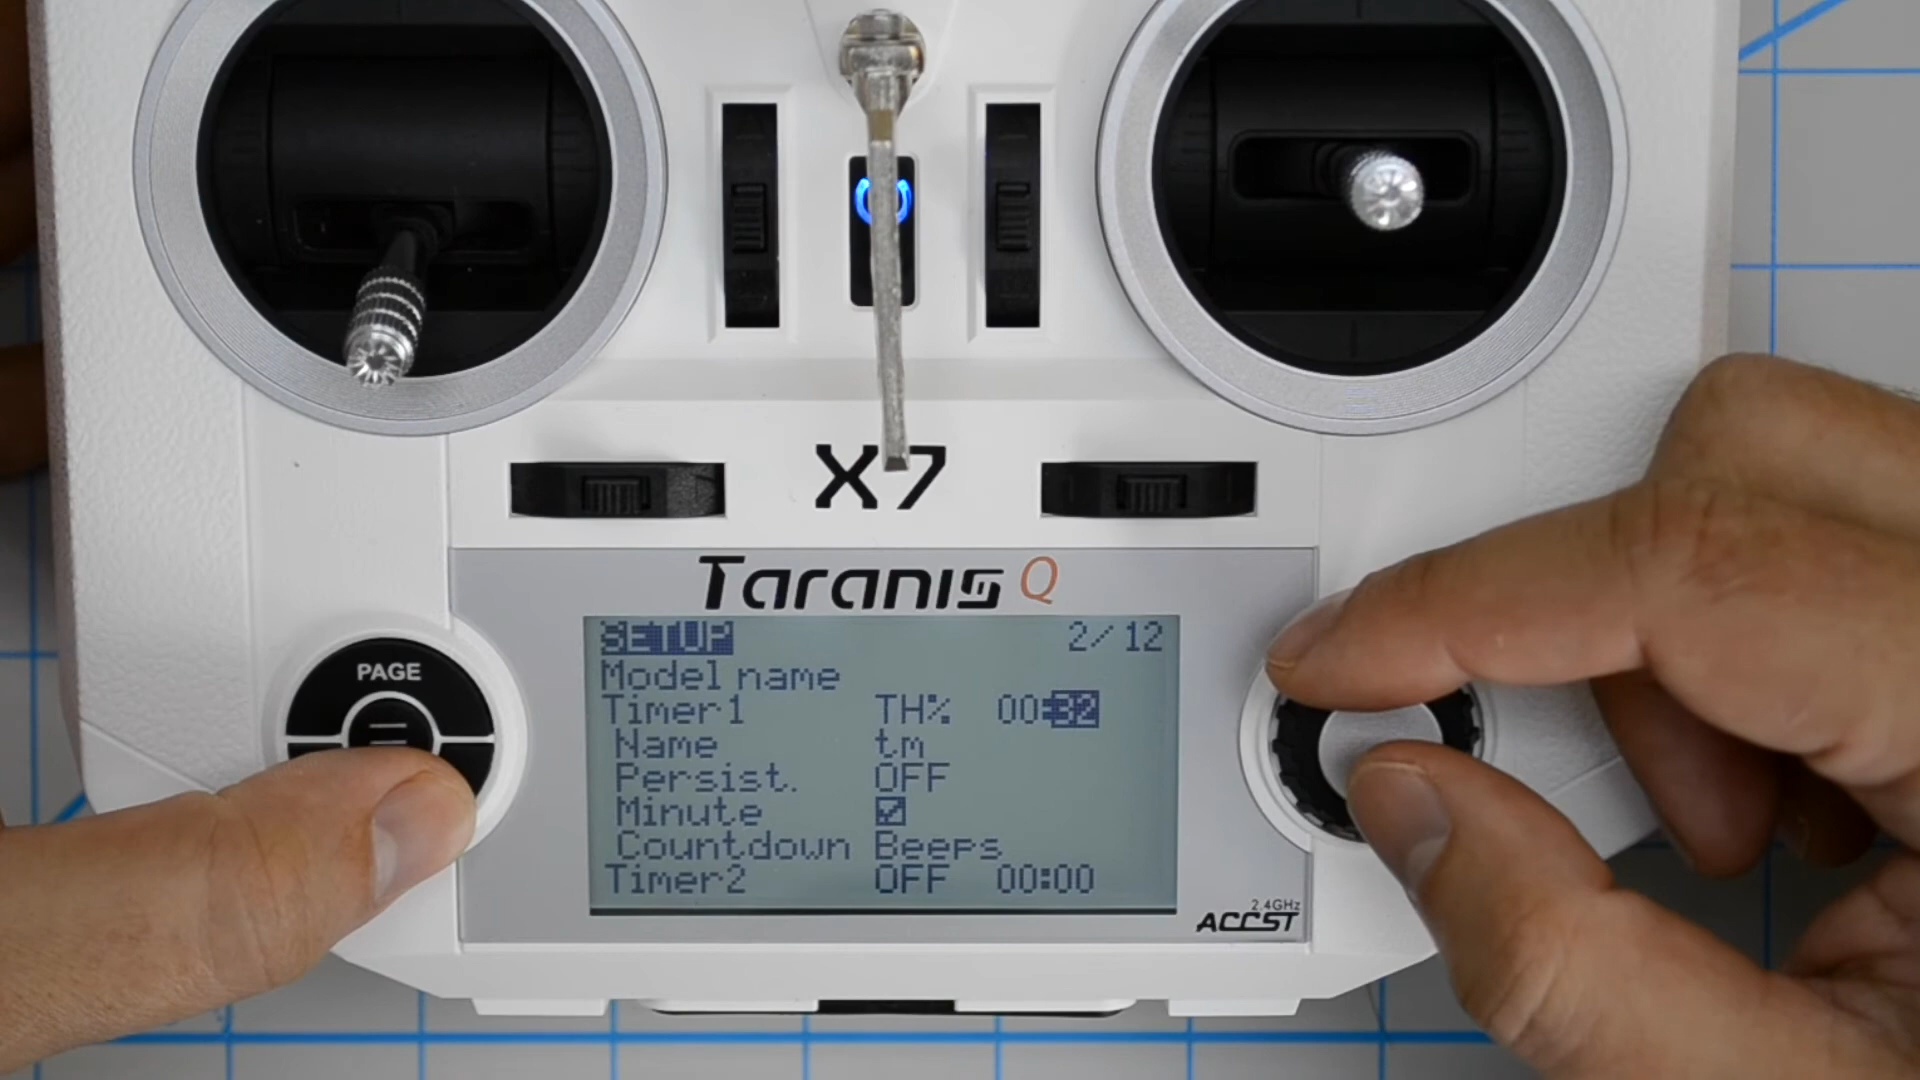 X7
Taranis Q
SETUP 2/12
Model name
Timer1 TH% 00:32
Name tm
Persist. OFF
Minute
Countdown Beeps
Timer2 OFF 00:00
PAGE
2.4GHz
ACCST